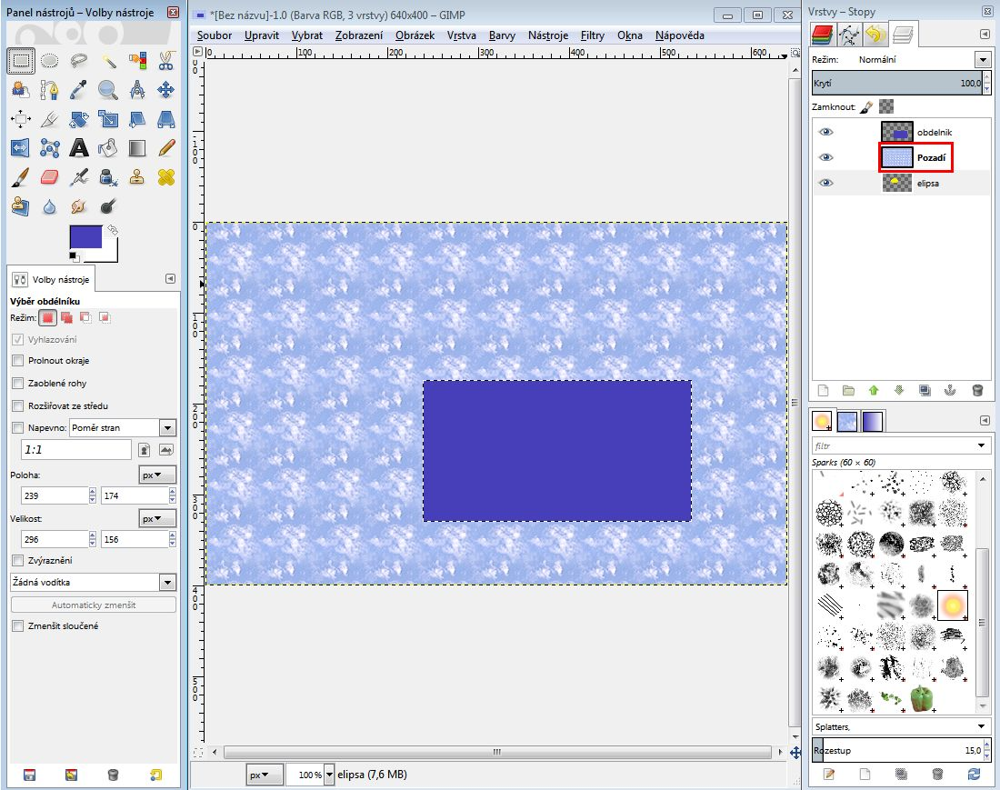 Panel nástrojů – Volby nástroje
Volby nástroje
Výběr obdélníku
Režim:
Vyhlazování
Prolnout okraje
Zaoblené rohy
Rozšiřovat ze středu
Napevno: Poměr stran
1:1
Poloha: px
239 174
Velikost: px
296 156
Zvýraznění
Žádná vodítka
Automaticky zmenšit
Zmenšit sloučené
*[Bez názvu]-1.0 (Barva RGB, 3 vrstvy) 640x400 – GIMP
Soubor Upravit Vybrat Zobrazení Obrázek Vrstva Barvy Nástroje Filtry Okna Nápověda
0 100 200 300 400 500 600
100
0
100
200
300
400
500
px 100 % elipsa (7,6 MB)
Vrstvy – Stopy
Režim: Normální
Krytí 100,0
Zamknout:
obdelnik
Pozadí
elipsa
filtr
Sparks (60 × 60)
Splatters,
Rozestup 15,0